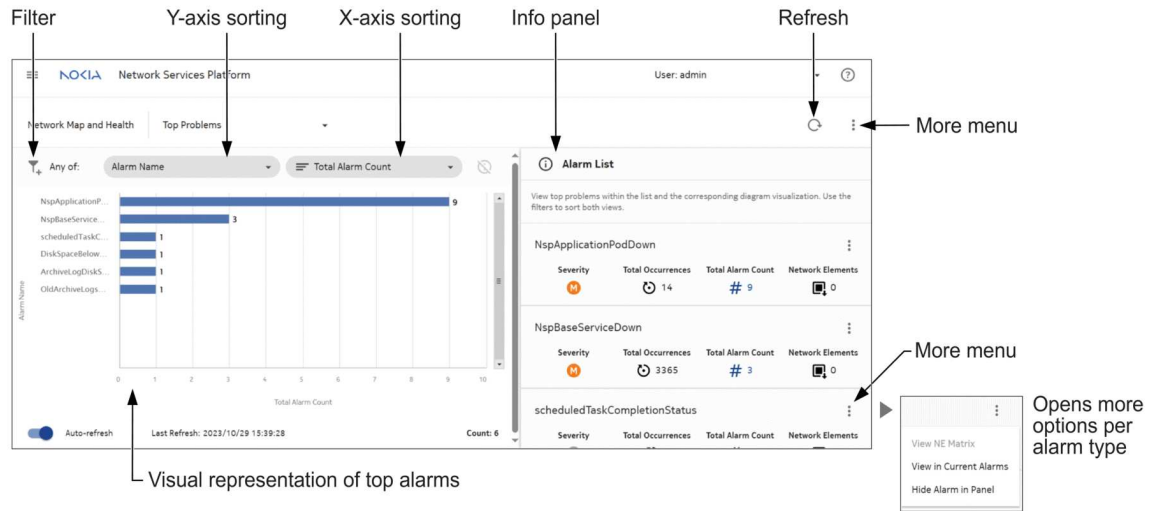 Filter
Y-axis sorting
X-axis sorting
Info panel
Refresh
NOKIA Network Services Platform
User: admin
?
Network Map and Health
Top Problems
More menu
Any of:
Alarm Name
Total Alarm Count
Alarm List
View top problems within the list and the corresponding diagram visualization. Use the
filters to sort both views.
NspApplicationP... 9
NspBaseService... 3
scheduledTaskC... 1
DiskSpaceBelow... 1
ArchiveLogDiskS... 1
OldArchiveLogs... 1
Alarm Name
0 1 2 3 4 5 6 7 8 9 10
Total Alarm Count
NspApplicationPodDown
Severity Total Occurrences Total Alarm Count Network Elements
M 14 # 9 0
NspBaseServiceDown
Severity Total Occurrences Total Alarm Count Network Elements
M 3365 # 3 0
More menu
scheduledTaskCompletionStatus
Severity Total Occurrences Total Alarm Count Network Elements
Auto-refresh
Last Refresh: 2023/10/29 15:39:28
Count: 6
Visual representation of top alarms
View NE Matrix
View in Current Alarms
Hide Alarm in Panel
Opens more
options per
alarm type